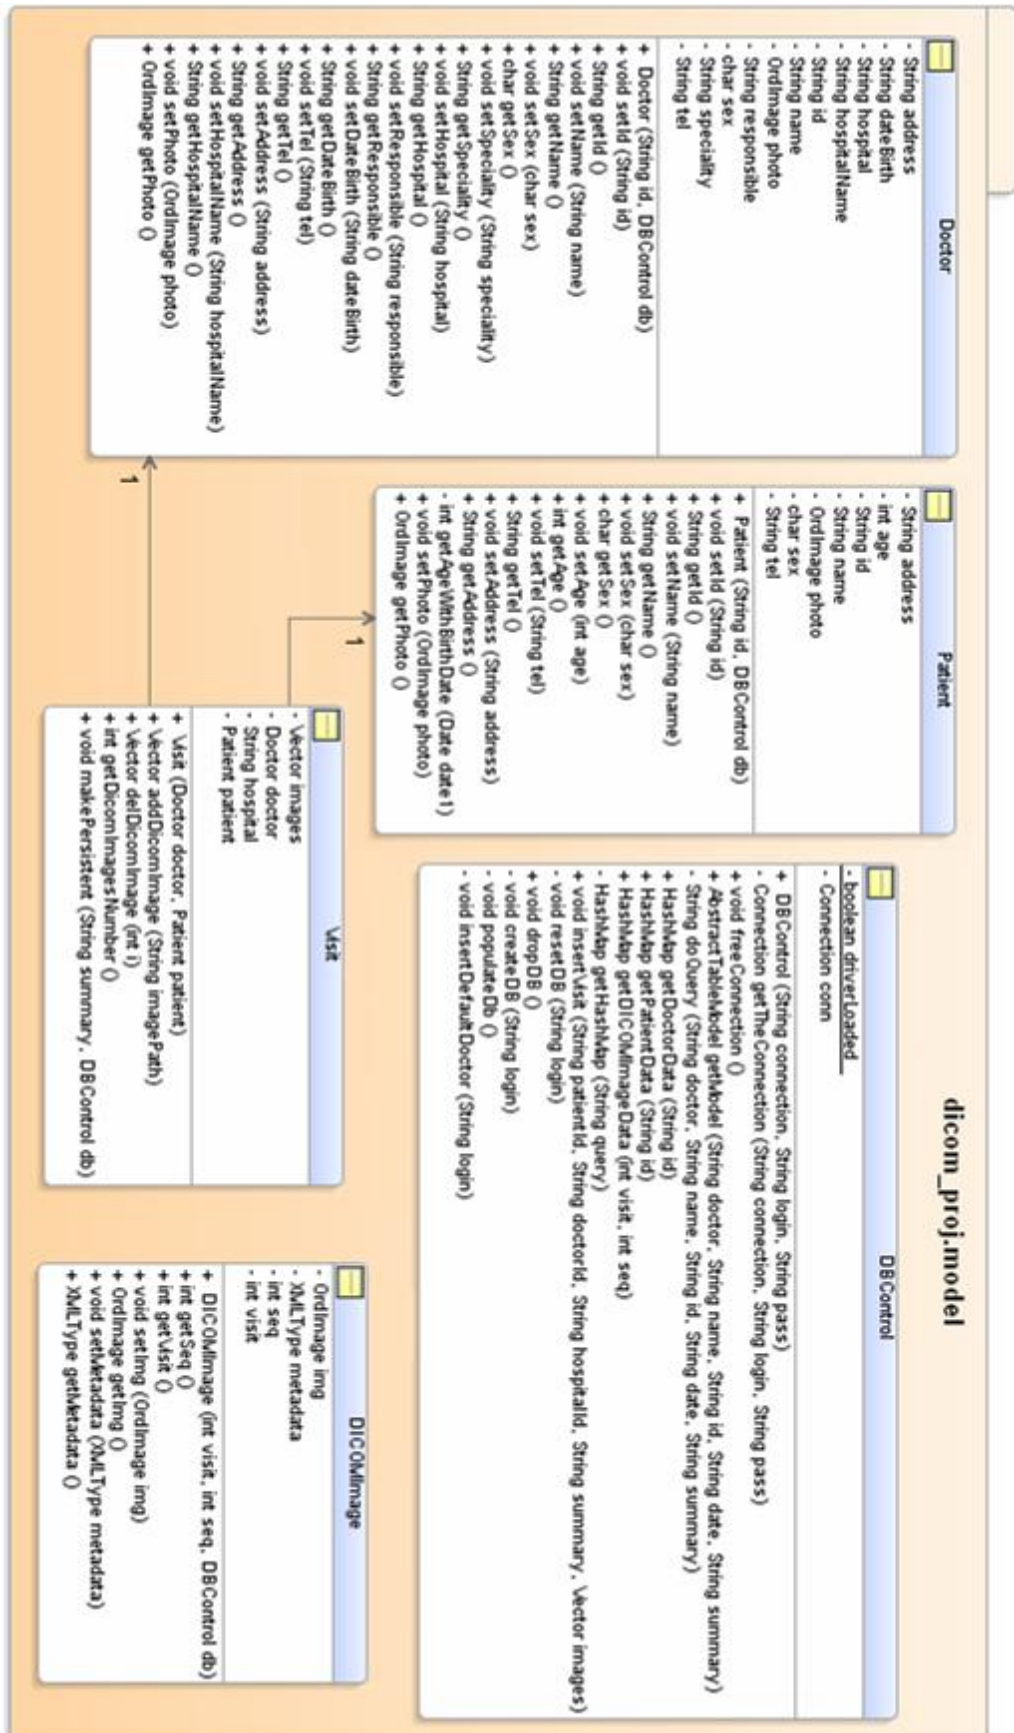 dicom_proj.model
Doctor
- String address
- String dateBirth
- String hospital
- String hospitalName
- String id
- String name
- OrdImage photo
- String responsible
- char sex
- String speciality
- String tel
+ Doctor (String id, DBControl db)
+ void setId (String id)
+ String getId ()
+ void setName (String name)
+ String getName ()
+ void setSex (char sex)
+ char getSex ()
+ void setSpeciality (String speciality)
+ String getSpeciality ()
+ void setHospital (String hospital)
+ String getHospital ()
+ void setResponsible (String responsible)
+ String getResponsible ()
+ void setDateBirth (String dateBirth)
+ String getDateBirth ()
+ void setTel (String tel)
+ String getTel ()
+ void setAddress (String address)
+ String getAddress ()
+ void setHospitalName (String hospitalName)
+ String getHospitalName ()
+ void setPhoto (OrdImage photo)
+ OrdImage getPhoto ()
1
Patient
- String address
- int age
- String id
- String name
- OrdImage photo
- char sex
- String tel
+ Patient (String id, DBControl db)
+ void setId (String id)
+ String getId ()
+ void setName (String name)
+ String getName ()
+ void setSex (char sex)
+ char getSex ()
+ void setAge (int age)
+ int getAge ()
+ void setTel (String tel)
+ String getTel ()
+ void setAddress (String address)
+ String getAddress ()
- int getAgeWithBirthDate (Date date1)
+ void setPhoto (OrdImage photo)
+ OrdImage getPhoto ()
1
DBControl
- boolean driverLoaded
- Connection conn
+ DBControl (String connection, String login, String pass)
- Connection getTheConnection (String connection, String login, String pass)
+ void freeConnection ()
+ AbstractTableModel getModel (String doctor, String name, String id, String date, String summary)
- String doQuery (String doctor, String name, String id, String date, String summary)
+ HashMap getDoctorData (String id)
+ HashMap getPatientData (String id)
+ HashMap getDICOMImageData (int visit, int seq)
- HashMap getHashMap (String query)
+ void insertVisit (String patientId, String doctorId, String hospitalId, String summary, Vector images)
- void resetDB (String login)
+ void dropDB ()
- void createDB (String login)
- void populateDb ()
- void insertDefaultDoctor (String login)
Visit
- Vector images
- Doctor doctor
- String hospital
- Patient patient
+ Visit (Doctor doctor, Patient patient)
+ Vector addDicomImage (String imagePath)
+ Vector delDicomImage (int i)
+ int getDicomImagesNumber ()
+ void makePersistent (String summary, DBControl db)
DICOMImage
- OrdImage img
- XMLType metadata
- int seq
- int visit
+ DICOMImage (int visit, int seq, DBControl db)
+ int getSeq ()
+ int getVisit ()
+ void setImg (OrdImage img)
+ OrdImage getImg ()
+ void setMetadata (XMLType metadata)
+ XMLType getMetadata ()